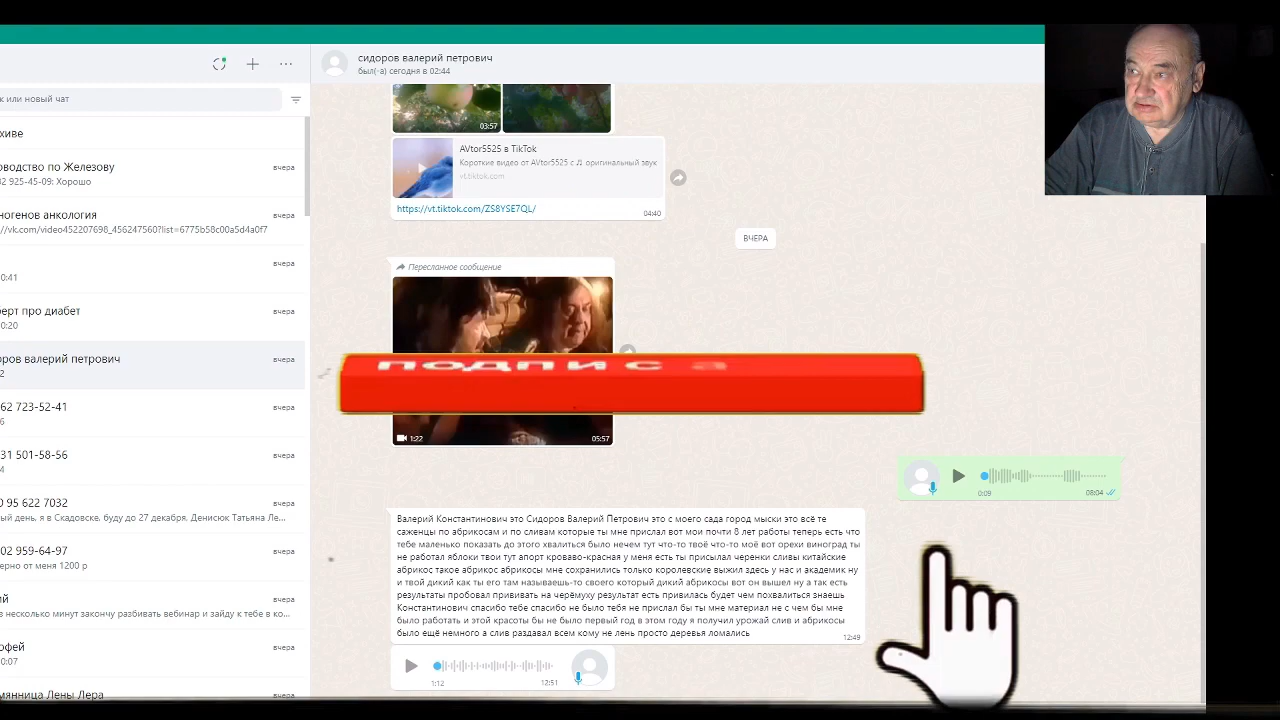 сидоров валерий петрович
был(-а) сегодня в 02:44
к или новый чат
хиве
оводство по Железову
вчера
02 925-45-09: Хорошо
ногенов анкология
вчера
//vk.com/video452207698_456247560?list=6775b58c00a5d4a0f7
вчера
0:41
ерт про диабет
вчера
0:20
оров валерий петрович
вчера
2
62 723-52-41
вчера
6
31 501-58-56
вчера
4
0 95 622 7032
вчера
ый день, я в Скадовске, буду до 27 декабря. Денисюк Татьяна Ле...
02 959-64-97
вчера
ерно от меня 1200 р
ий
вчера
з несколько минут закончу разбивать вебинар и зайду к тебе в ко...
офей
вчера
0:07
мянница Лены Лера
вчера
03:57
AVtor5525 в TikTok
Короткие видео от AVtor5525 с ♫ оригинальный звук
vt.tiktok.com
https://vt.tiktok.com/ZS8YSE7QL/
04:40
ВЧЕРА
Пересланное сообщение
подписа
1:22
05:57
0:09
08:04
Валерий Константинович это Сидоров Валерий Петрович это с моего сада город мыски это всё те
саженцы по абрикосам и по сливам которые ты мне прислал вот мои почти 8 лет работы теперь есть что
тебе маленько показать до этого хвалиться было нечем тут что-то твоё что-то моё вот орехи виноград ты
не работал яблоки твои тут апорт кроваво-красная у меня есть ты присылал черенки сливы китайские
абрикос такое абрикос абрикосы мне сохранились только королевские выжил здесь у нас и академик ну
и твой дикий как ты его там называешь-то своего который дикий абрикосы вот он вышел ну а так есть
результаты пробовал прививать на черёмуху результат есть привилась будет чем похвалиться знаешь
Константинович спасибо тебе спасибо не было тебя не прислал бы ты мне материал не с чем бы мне
было работать и этой красоты бы не было первый год в этом году я получил урожай слив и абрикосы
было ещё немного а слив раздавал всем кому не лень просто деревья ломались
12:49
1:12
12:51